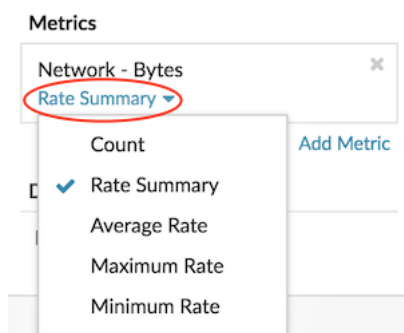 Metrics
Network - Bytes
Rate Summary
Add Metric
Count
Rate Summary
Average Rate
Maximum Rate
Minimum Rate